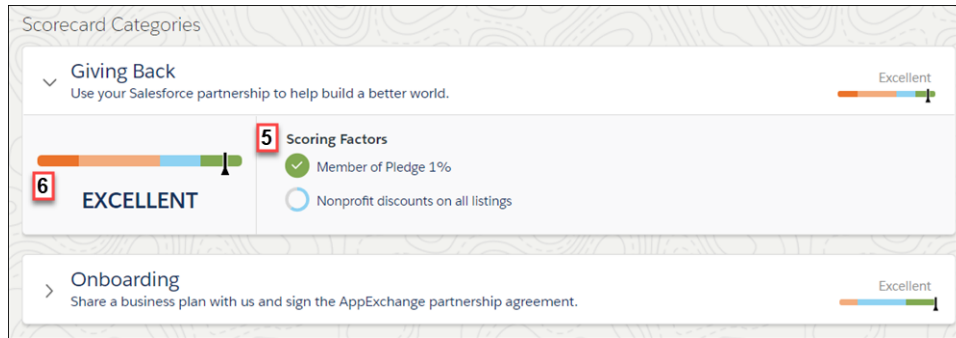 Scorecard Categories
Giving Back
Use your Salesforce partnership to help build a better world.
Excellent
5
Scoring Factors
Member of Pledge 1%
Nonprofit discounts on all listings
6
EXCELLENT
Onboarding
Share a business plan with us and sign the AppExchange partnership agreement.
Excellent